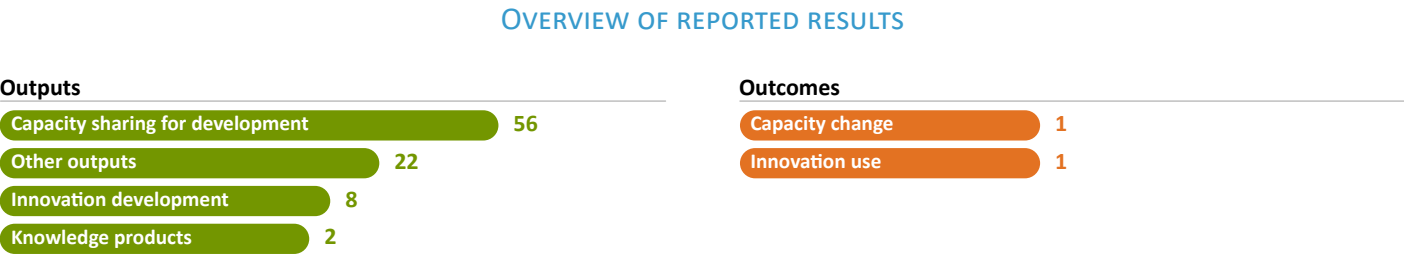 Overview of reported results
Outputs
Capacity sharing for development 56
Other outputs 22
Innovation development 8
Knowledge products 2
Outcomes
Capacity change 1
Innovation use 1